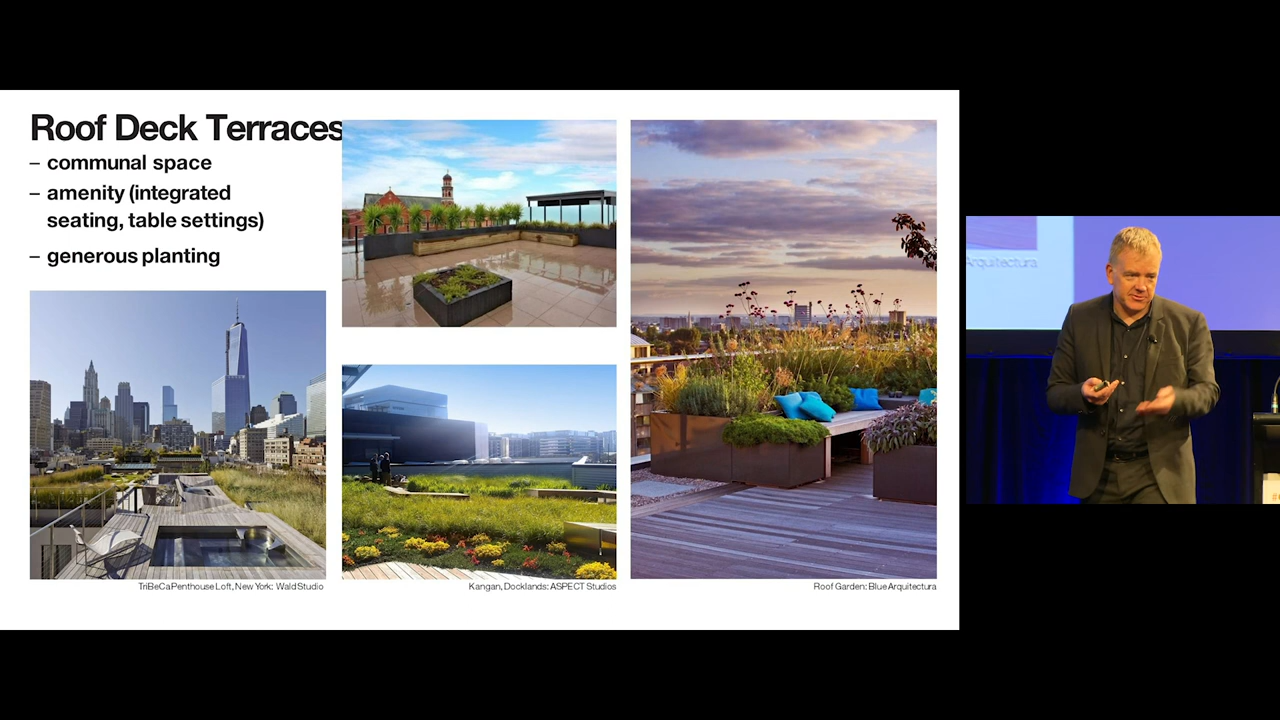 Roof Deck Terraces
– communal space
– amenity (integrated
seating, table settings)
– generous planting
TriBeCa Penthouse Loft, New York: Wald Studio
Kangan, Docklands: ASPECT Studios
Roof Garden: Blue Arquitectura
Arquitectura